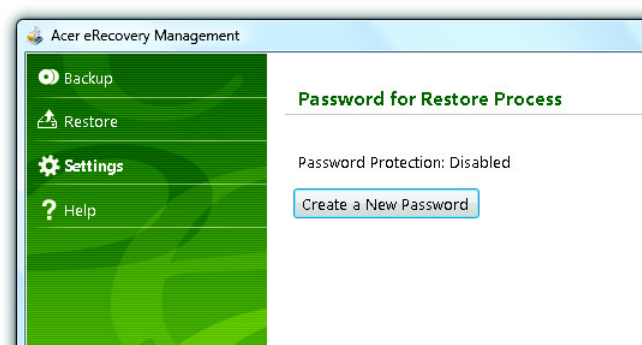 Acer eRecovery Management
Backup
Restore
Settings
Help
Password for Restore Process
Password Protection: Disabled
Create a New Password